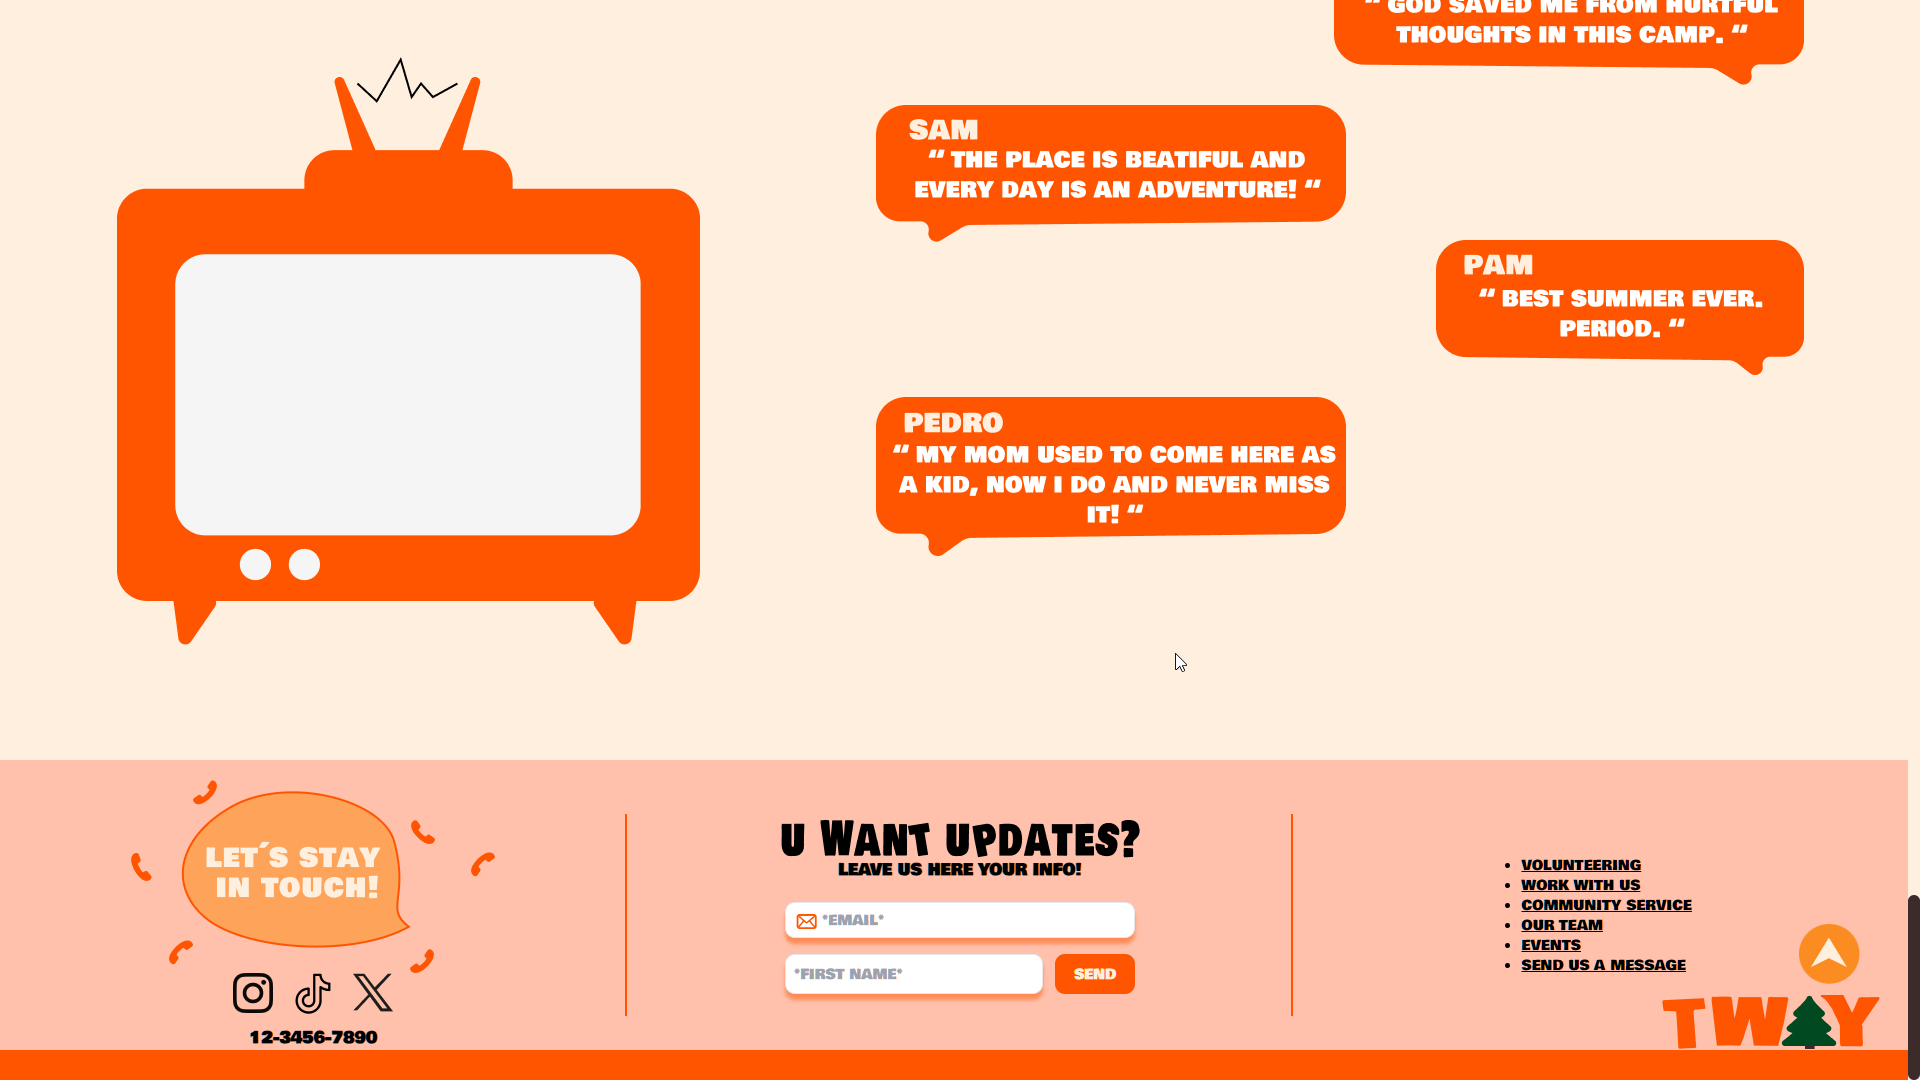 “ GOD SAVED ME FROM HURTFUL
THOUGHTS IN THIS CAMP. “
SAM
“ THE PLACE IS BEATIFUL AND
EVERY DAY IS AN ADVENTURE! “
PAM
“ BEST SUMMER EVER.
PERIOD. “
PEDRO
“ MY MOM USED TO COME HERE AS
A KID, NOW I DO AND NEVER MISS
IT! “
LET´S STAY
IN TOUCH!
12-3456-7890
U WANT UPDATES?
LEAVE US HERE YOUR INFO!
*EMAIL*
*FIRST NAME*
SEND
VOLUNTEERING
WORK WITH US
COMMUNITY SERVICE
OUR TEAM
EVENTS
SEND US A MESSAGE
TWAY